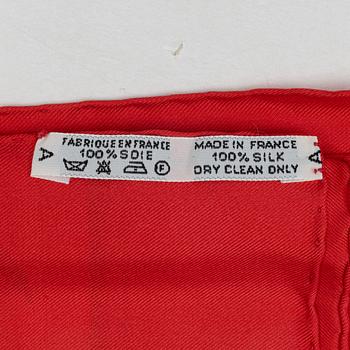 FABRIQUE EN FRANCE
100% SOIE
MADE IN FRANCE
100% SILK
DRY CLEAN ONLY
A
F
A